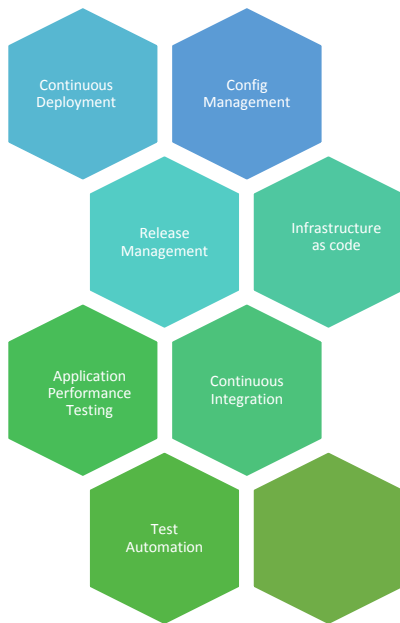 Continuous
Deployment
Config
Management
Release
Management
Infrastructure
as code
Application
Performance
Testing
Continuous
Integration
Test
Automation